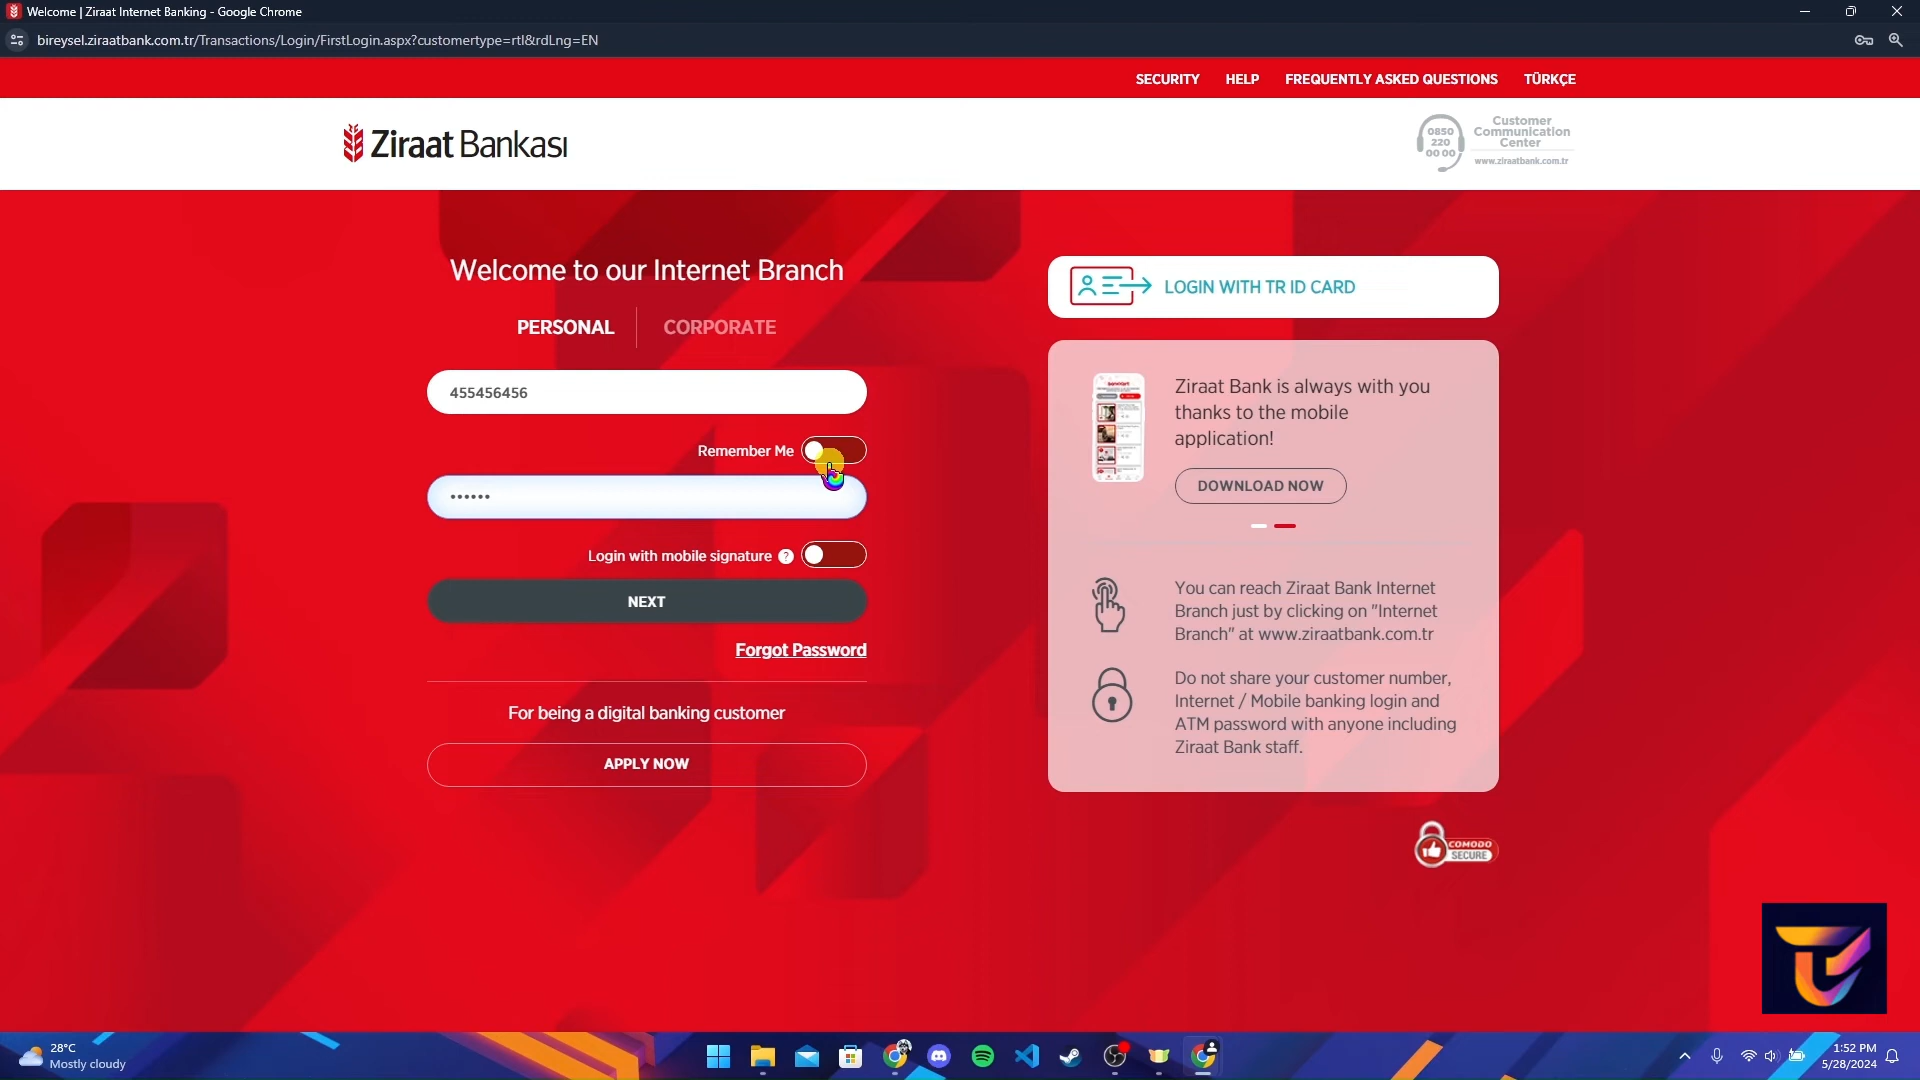 Welcome | Ziraat Internet Banking - Google Chrome
bireysel.ziraatbank.com.tr/Transactions/Login/FirstLogin.aspx?customertype=rtl&rdLng=EN
SECURITY HELP FREQUENTLY ASKED QUESTIONS TÜRKÇE
Ziraat Bankası
0850
220
00 00
Customer
Communication
Center
www.ziraatbank.com.tr
Welcome to our Internet Branch
PERSONAL CORPORATE
455456456
Remember Me
••••••
Login with mobile signature ?
NEXT
Forgot Password
For being a digital banking customer
APPLY NOW
LOGIN WITH TR ID CARD
Ziraat Bank is always with you
thanks to the mobile
application!
DOWNLOAD NOW
You can reach Ziraat Bank Internet
Branch just by clicking on "Internet
Branch" at www.ziraatbank.com.tr
Do not share your customer number,
Internet / Mobile banking login and
ATM password with anyone including
Ziraat Bank staff.
COMODO
SECURE
28°C
Mostly cloudy
1:52 PM
5/28/2024